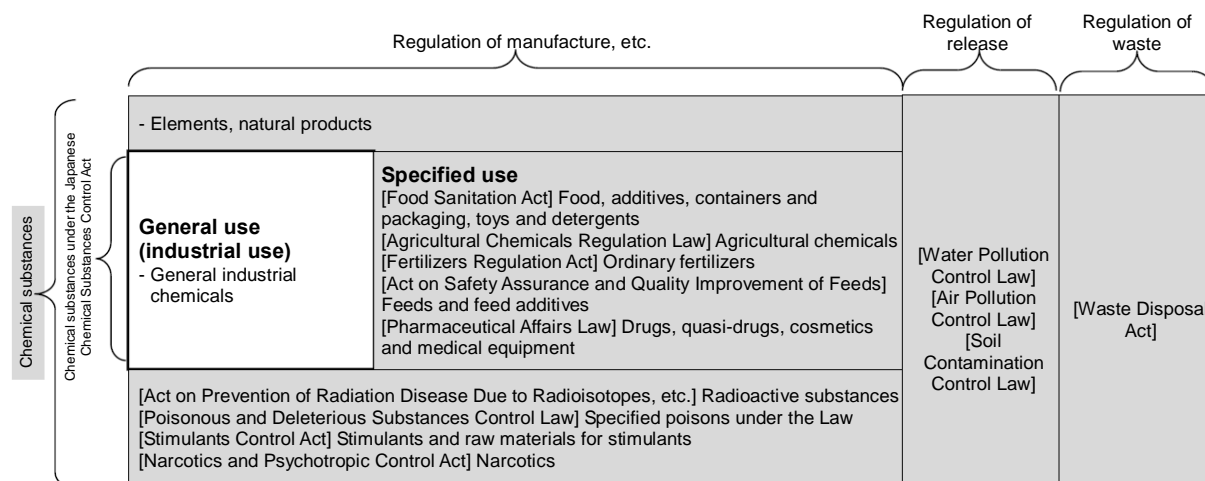 Regulation of manufacture, etc.
Regulation of
release
Regulation of
waste
Chemical substances
Chemical substances under the Japanese
Chemical Substances Control Act
- Elements, natural products
General use
(industrial use)
- General industrial
chemicals
Specified use
[Food Sanitation Act] Food, additives, containers and
packaging, toys and detergents
[Agricultural Chemicals Regulation Law] Agricultural chemicals
[Fertilizers Regulation Act] Ordinary fertilizers
[Act on Safety Assurance and Quality Improvement of Feeds]
Feeds and feed additives
[Pharmaceutical Affairs Law] Drugs, quasi-drugs, cosmetics
and medical equipment
[Act on Prevention of Radiation Disease Due to Radioisotopes, etc.] Radioactive substances
[Poisonous and Deleterious Substances Control Law] Specified poisons under the Law
[Stimulants Control Act] Stimulants and raw materials for stimulants
[Narcotics and Psychotropic Control Act] Narcotics
[Water Pollution
Control Law]
[Air Pollution
Control Law]
[Soil
Contamination
Control Law]
[Waste Disposa
Act]